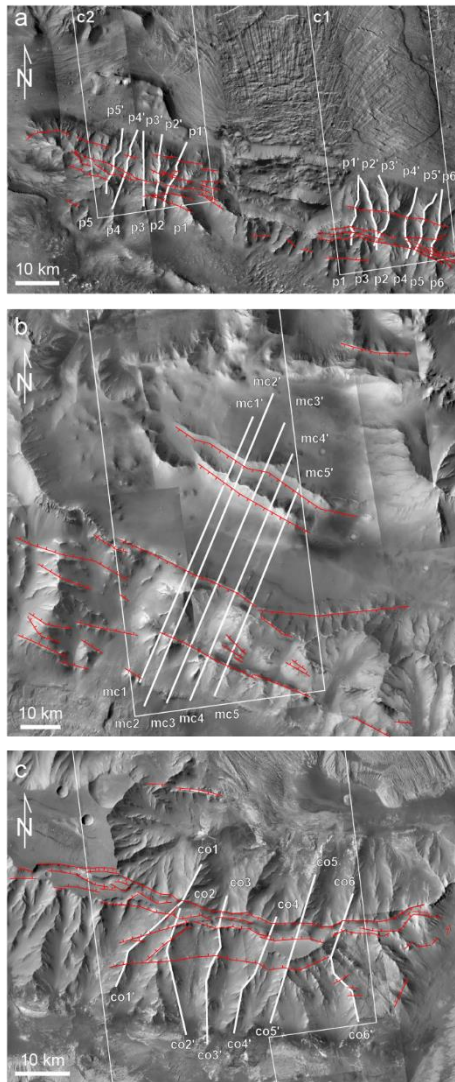 a
c2
c1
N
p5' p4' p3' p2' p1'
p1' p2' p3' p4' p5' p6
p5 p4 p3 p2 p1
p1 p3 p2 p4 p5 p6
10 km
b
N
mc2'
mc1' mc3'
mc4'
mc5'
mc1
mc2 mc3 mc4 mc5
10 km
c
N
co1 co5
co2 co3 co4 co6
co1'
co2' co3' co4' co5' co6'
10 km